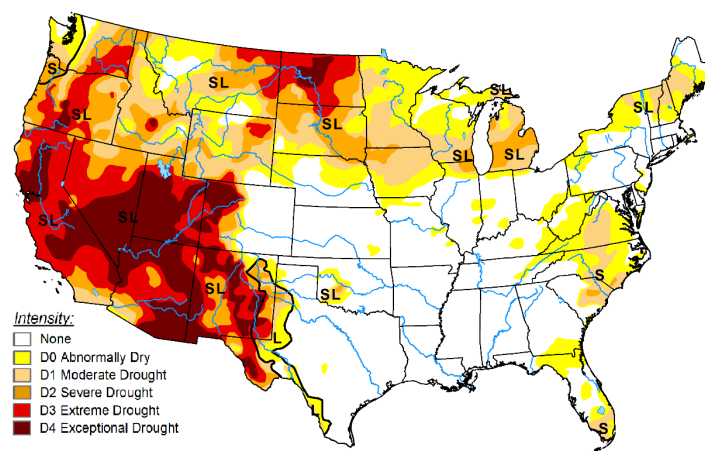 SL
S
SL
SL
SL
SL
SL
SL
SL
SL
S
SL
SL
L
L
S
Intensity:
None
D0 Abnormally Dry
D1 Moderate Drought
D2 Severe Drought
D3 Extreme Drought
D4 Exceptional Drought